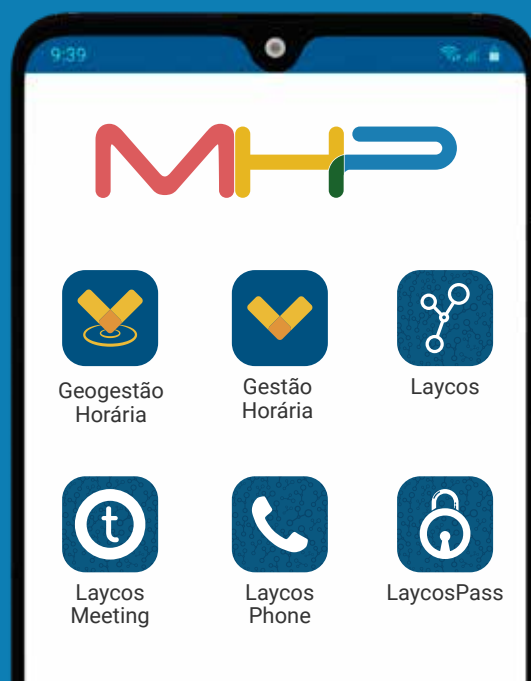 9:39
MHP
Geogestão
Horária
Gestão
Horária
Laycos
t
Laycos
Meeting
Laycos
Phone
LaycosPass